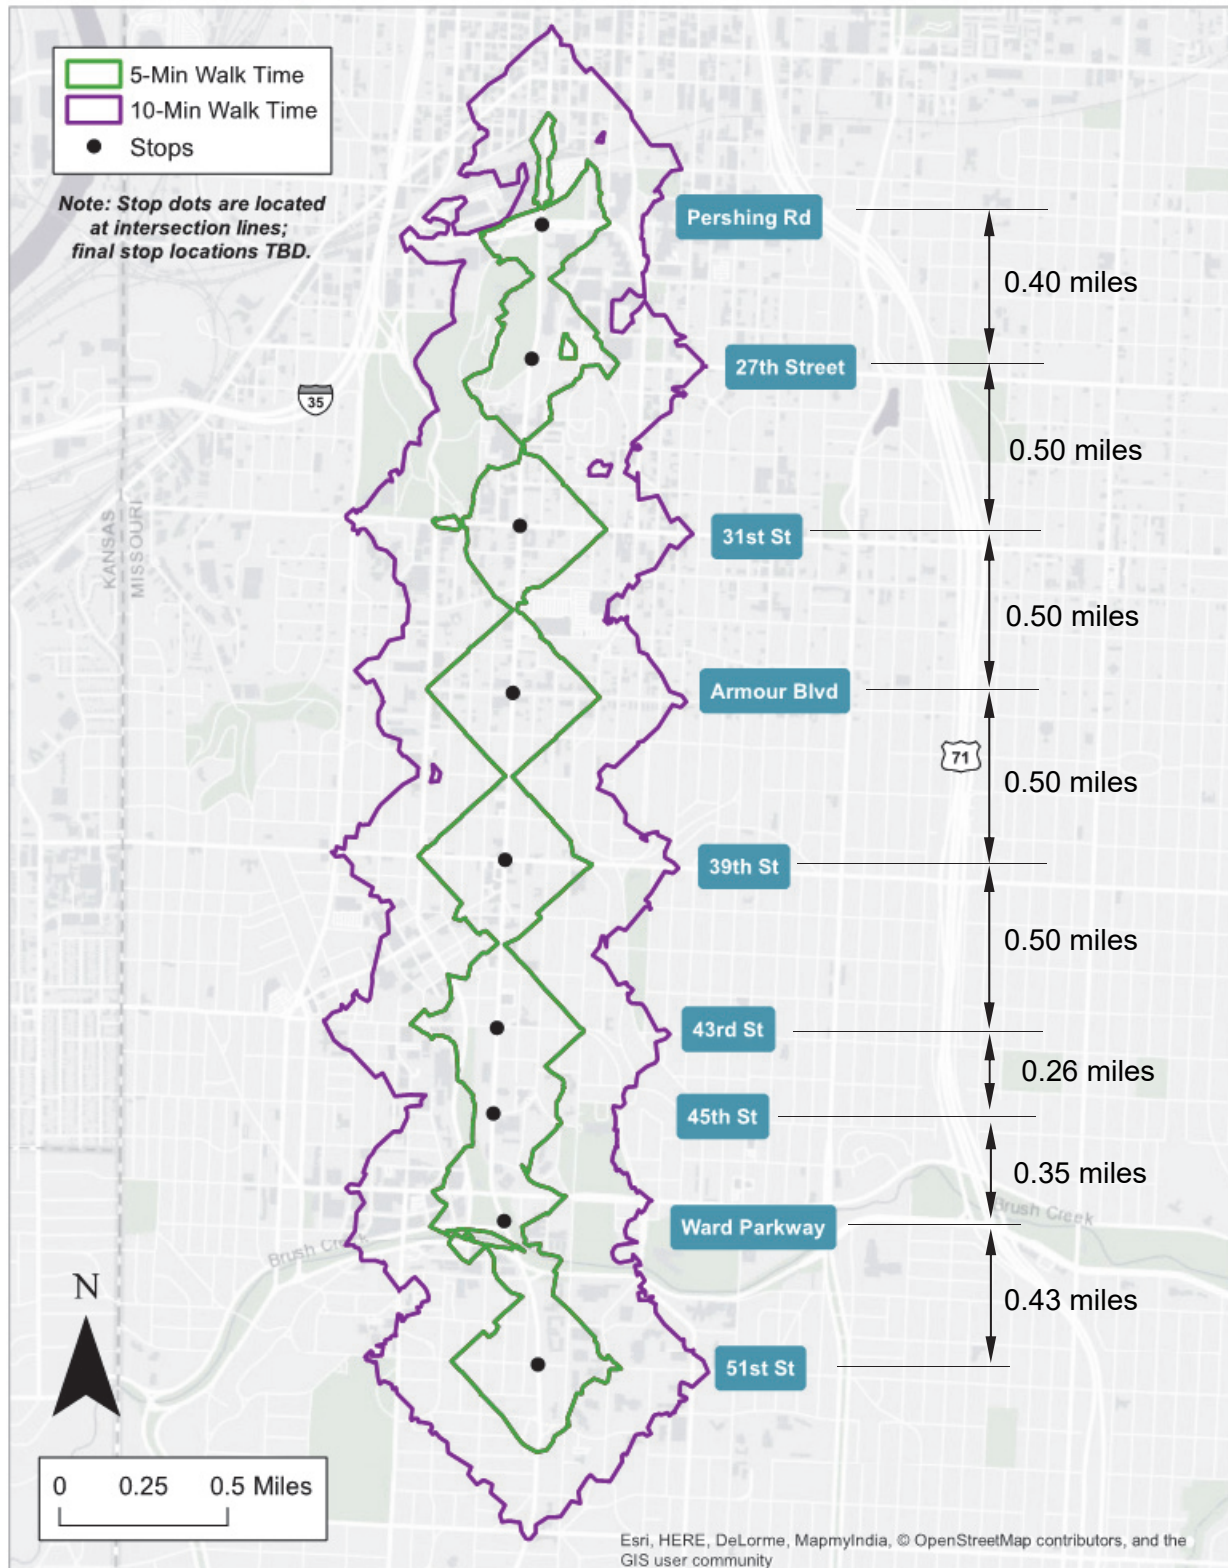 5-Min Walk Time
10-Min Walk Time
Stops
Note: Stop dots are located
at intersection lines;
final stop locations TBD.
Pershing Rd
0.40 miles
27th Street
35
0.50 miles
31st St
KANSAS
MISSOURI
0.50 miles
Armour Blvd
71
0.50 miles
39th St
0.50 miles
43rd St
0.26 miles
45th St
0.35 miles
Brush Creek
Ward Parkway
Brush Creek
N
0.43 miles
51st St
0 0.25 0.5 Miles
Esri, HERE, DeLorme, MapmyIndia, © OpenStreetMap contributors, and the
GIS user community